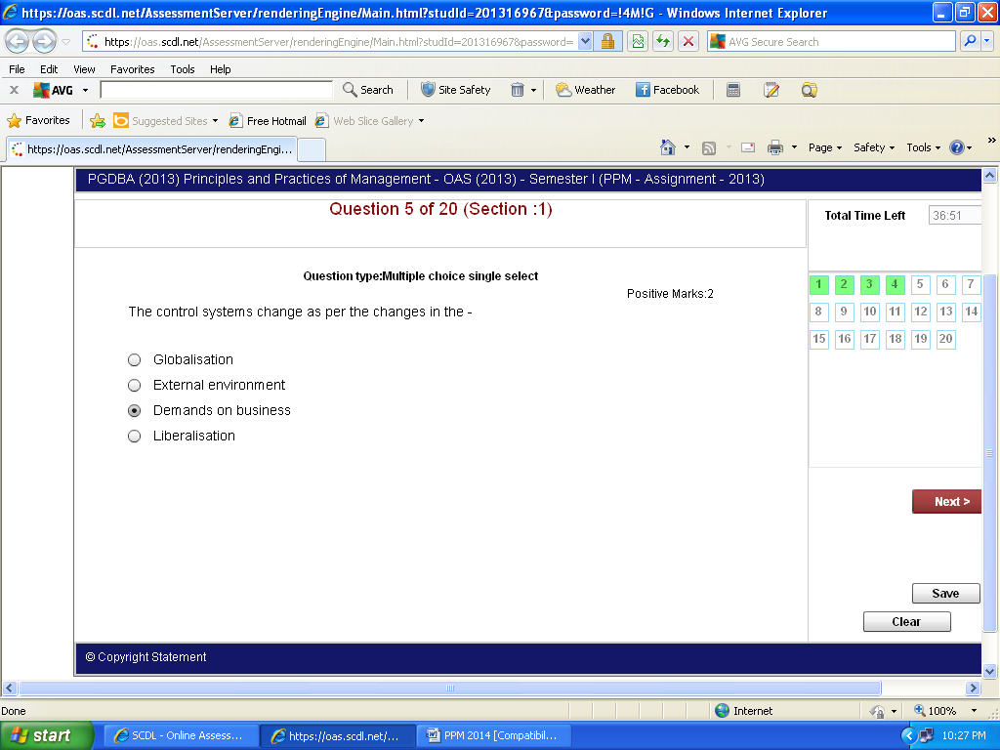 https://oas.scdl.net/AssessmentServer/renderingEngine/Main.html?studId=201316967&password=!4M!G - Windows Internet Explorer
https://oas.scdl.net/AssessmentServer/renderingEngine/Main.html?studId=201316967&password=
AVG Secure Search
File Edit View Favorites Tools Help
x AVG Search Site Safety Weather Facebook
Favorites Suggested Sites Free Hotmail Web Slice Gallery
https://oas.scdl.net/AssessmentServer/renderingEngi... Page Safety Tools »
PGDBA (2013) Principles and Practices of Management - OAS (2013) - Semester I (PPM - Assignment - 2013)
Question 5 of 20 (Section :1)
Total Time Left 36:51
Question type:Multiple choice single select
Positive Marks:2
The control systems change as per the changes in the -
Globalisation
External environment
Demands on business
Liberalisation
1 2 3 4 5 6 7
8 9 10 11 12 13 14
15 16 17 18 19 20
Next >
Save
Clear
© Copyright Statement
Done Internet 100%
start SCDL - Online Assess... https://oas.scdl.net/... PPM 2014 [Compatibil... 10:27 PM